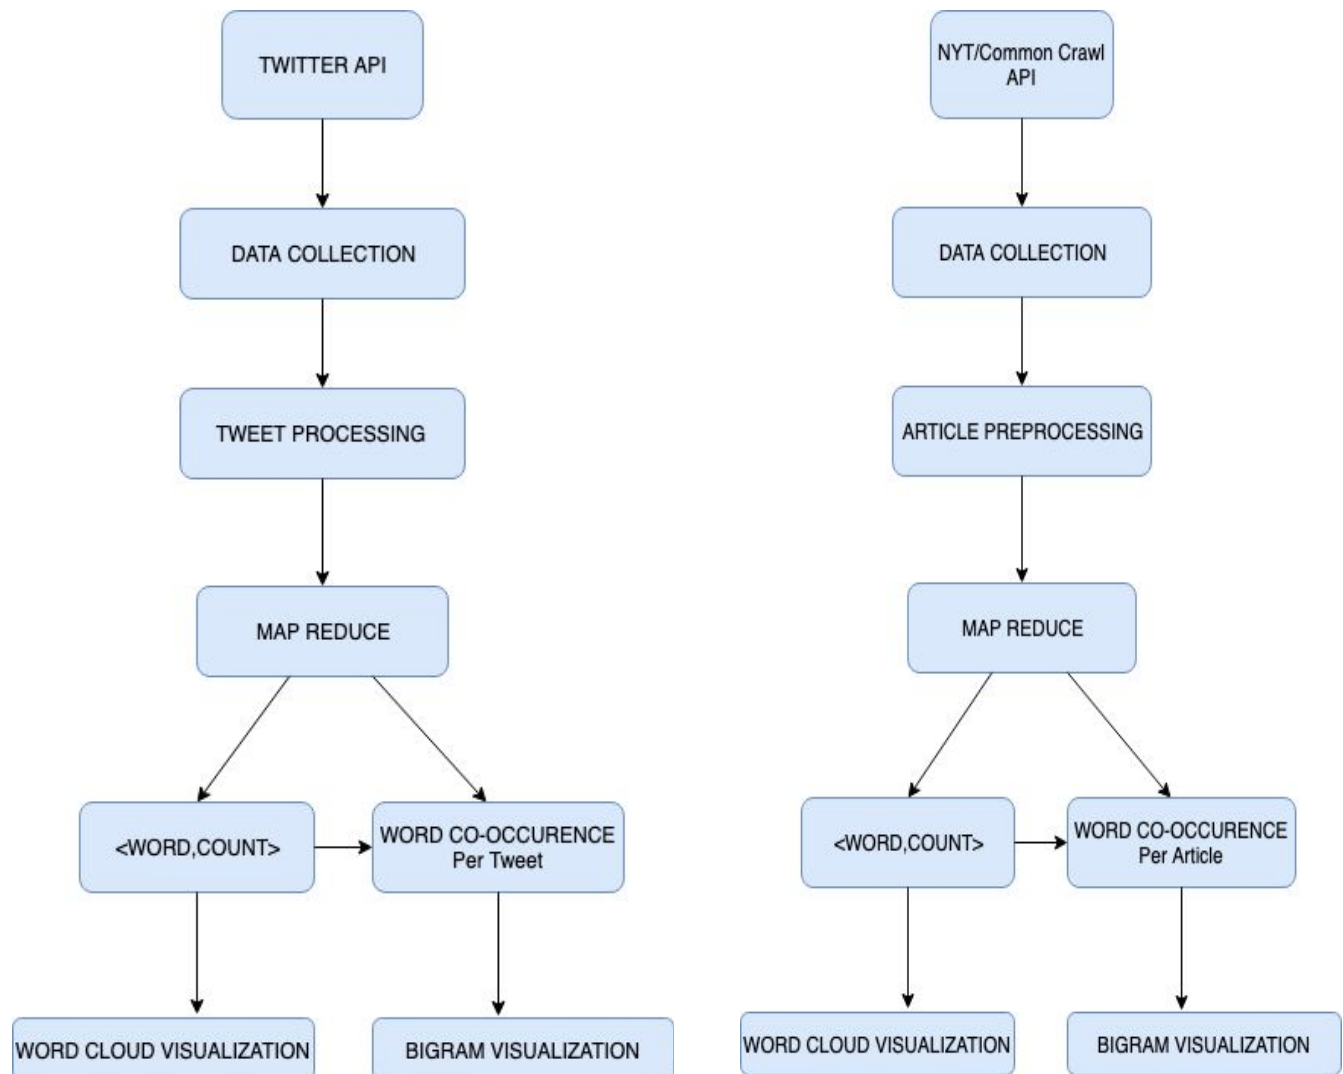 TWITTER API
DATA COLLECTION
TWEET PROCESSING
MAP REDUCE
<WORD,COUNT>
WORD CO-OCCURENCE
Per Tweet
WORD CLOUD VISUALIZATION
BIGRAM VISUALIZATION
NYT/Common Crawl
API
DATA COLLECTION
ARTICLE PREPROCESSING
MAP REDUCE
<WORD,COUNT>
WORD CO-OCCURENCE
Per Article
WORD CLOUD VISUALIZATION
BIGRAM VISUALIZATION